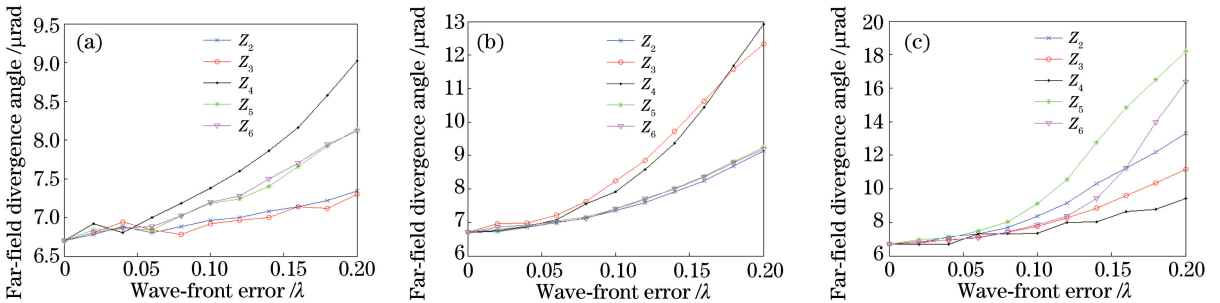 (a)
Far-field divergence angle /μrad
9.5
9.0
8.5
8.0
7.5
7.0
6.5
0
0.05
0.10
0.15
0.20
Wave-front error /λ
Z2
Z3
Z4
Z5
Z6
(b)
Far-field divergence angle /μrad
13
12
11
10
9
8
7
6
0
0.05
0.10
0.15
0.20
Wave-front error /λ
Z2
Z3
Z4
Z5
Z6
(c)
Far-field divergence angle /μrad
20
18
16
14
12
10
8
6
0
0.05
0.10
0.15
0.20
Wave-front error /λ
Z2
Z3
Z4
Z5
Z6